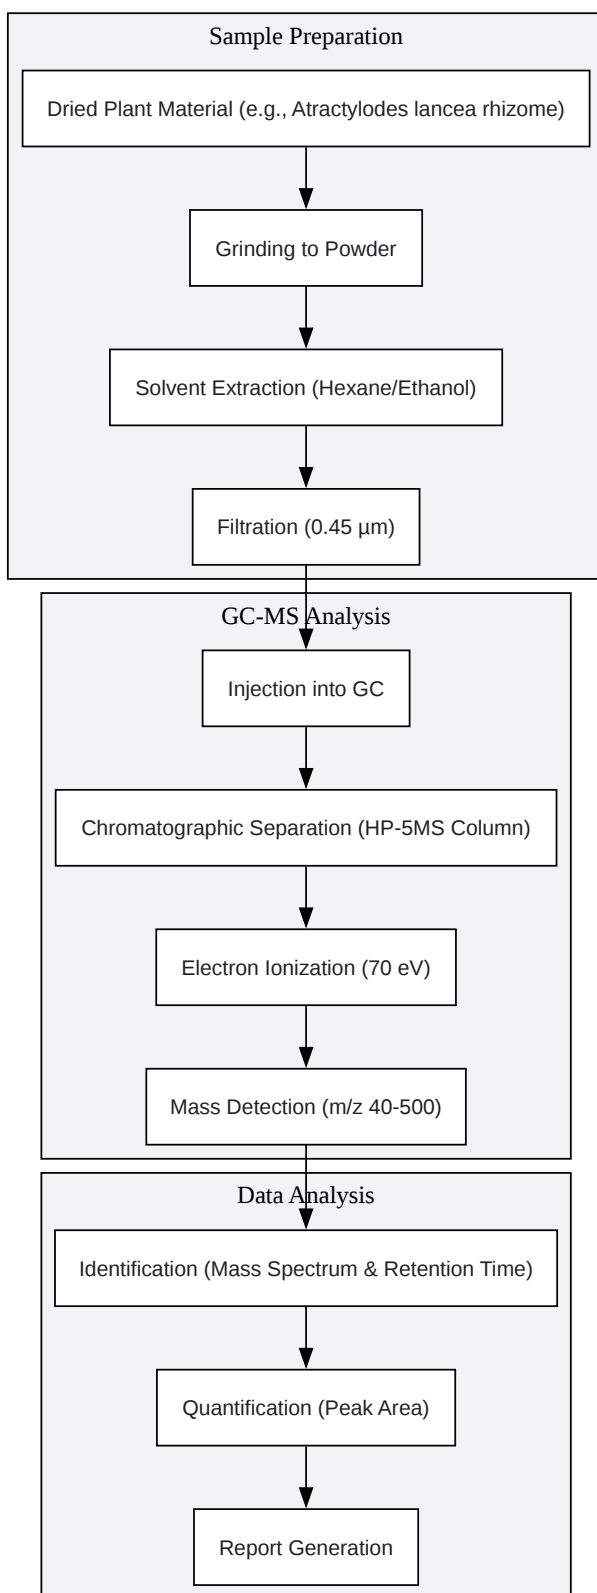 Sample Preparation
Dried Plant Material (e.g., Atractylodes lancea rhizome)
Grinding to Powder
Solvent Extraction (Hexane/Ethanol)
Filtration (0.45 µm)
GC-MS Analysis
Injection into GC
Chromatographic Separation (HP-5MS Column)
Electron Ionization (70 eV)
Mass Detection (m/z 40-500)
Data Analysis
Identification (Mass Spectrum & Retention Time)
Quantification (Peak Area)
Report Generation